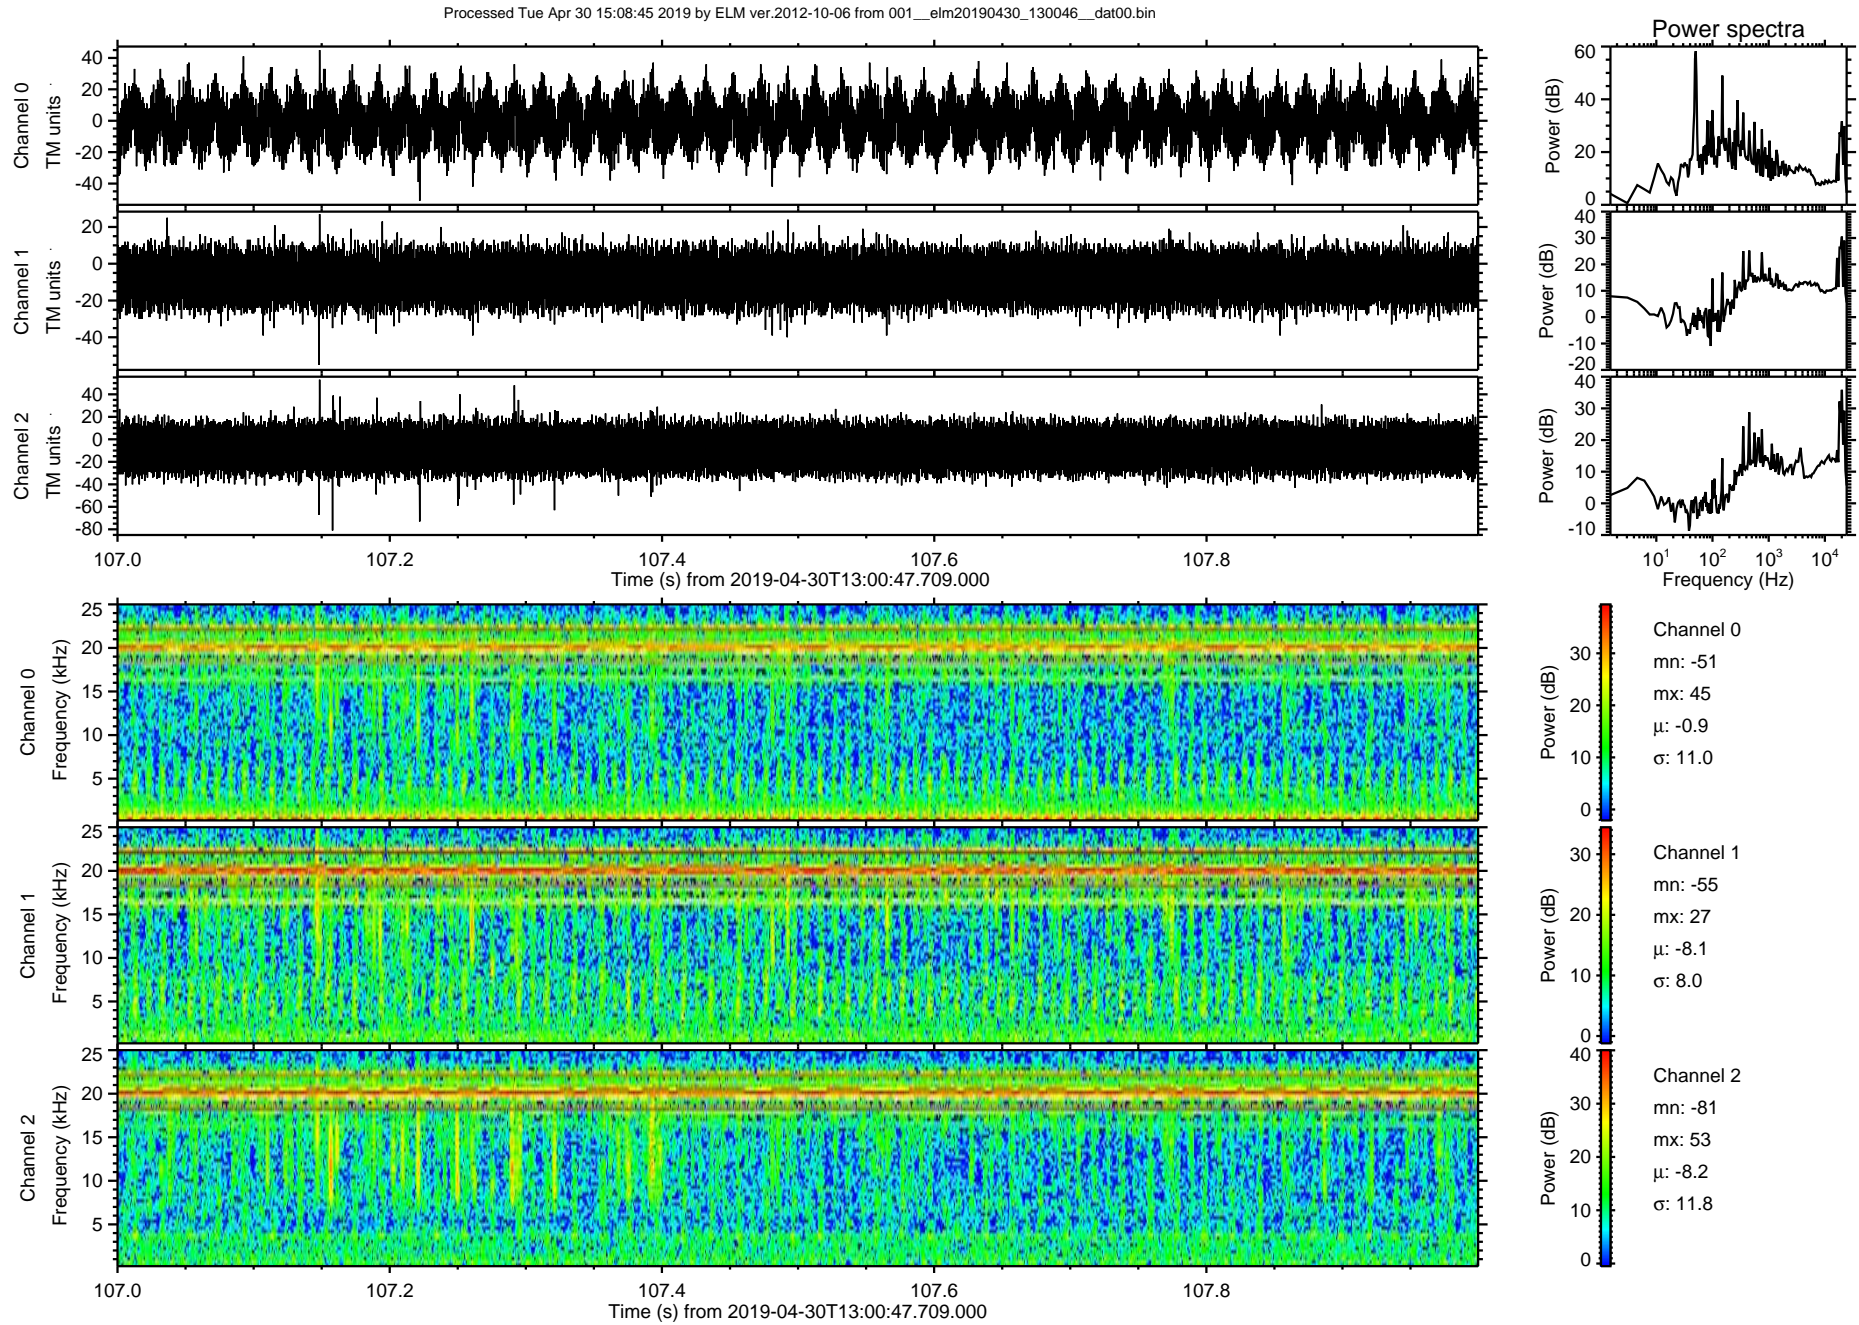 Processed Tue Apr 30 15:08:45 2019 by ELM ver.2012-10-06 from 001__elm20190430_130046__dat00.bin
Power spectra
Channel 0
TM units
40
20
0
-20
-40
Power (dB)
60
40
20
0
Channel 1
TM units
20
0
-20
-40
Power (dB)
40
30
20
10
0
-10
-20
Channel 2
TM units
40
20
0
-20
-40
-60
-80
Power (dB)
40
30
20
10
0
-10
107.0 107.2 107.4 107.6 107.8
Time (s) from 2019-04-30T13:00:47.709.000
10¹ 10² 10³ 10⁴
Frequency (Hz)
Channel 0
Frequency (kHz)
25
20
15
10
5
Power (dB)
30
20
10
0
Channel 0
mn: -51
mx: 45
μ: -0.9
σ: 11.0
Channel 1
Frequency (kHz)
25
20
15
10
5
Power (dB)
30
20
10
0
Channel 1
mn: -55
mx: 27
μ: -8.1
σ: 8.0
Channel 2
Frequency (kHz)
25
20
15
10
5
Power (dB)
40
30
20
10
0
Channel 2
mn: -81
mx: 53
μ: -8.2
σ: 11.8
107.0 107.2 107.4 107.6 107.8
Time (s) from 2019-04-30T13:00:47.709.000